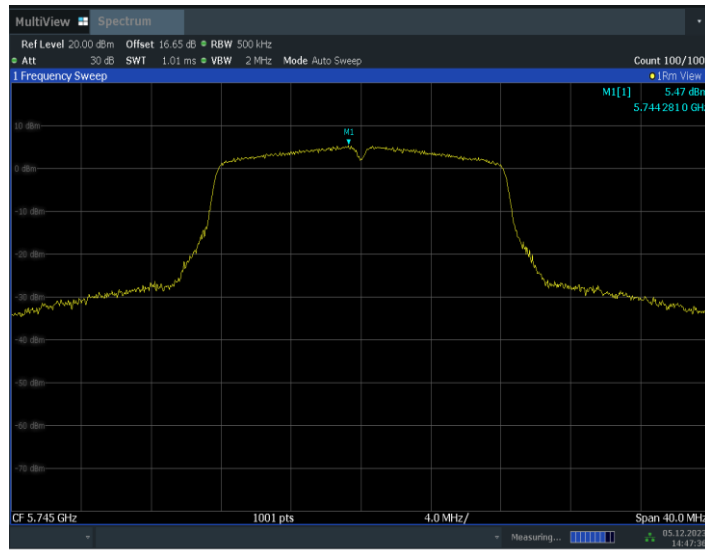 MultiView Spectrum
Ref Level 20.00 dBm Offset 16.65 dB RBW 500 kHz
Att 30 dB SWT 1.01 ms VBW 2 MHz Mode Auto Sweep Count 100/100
1 Frequency Sweep 1Rm View
M1[1] 5.47 dBm
5.7442810 GHz
10 dBm
M1
0 dBm
-10 dBm
-20 dBm
-30 dBm
-40 dBm
-50 dBm
-60 dBm
-70 dBm
CF 5.745 GHz 1001 pts 4.0 MHz/ Span 40.0 MHz
Measuring... 05.12.2023
14:47:36